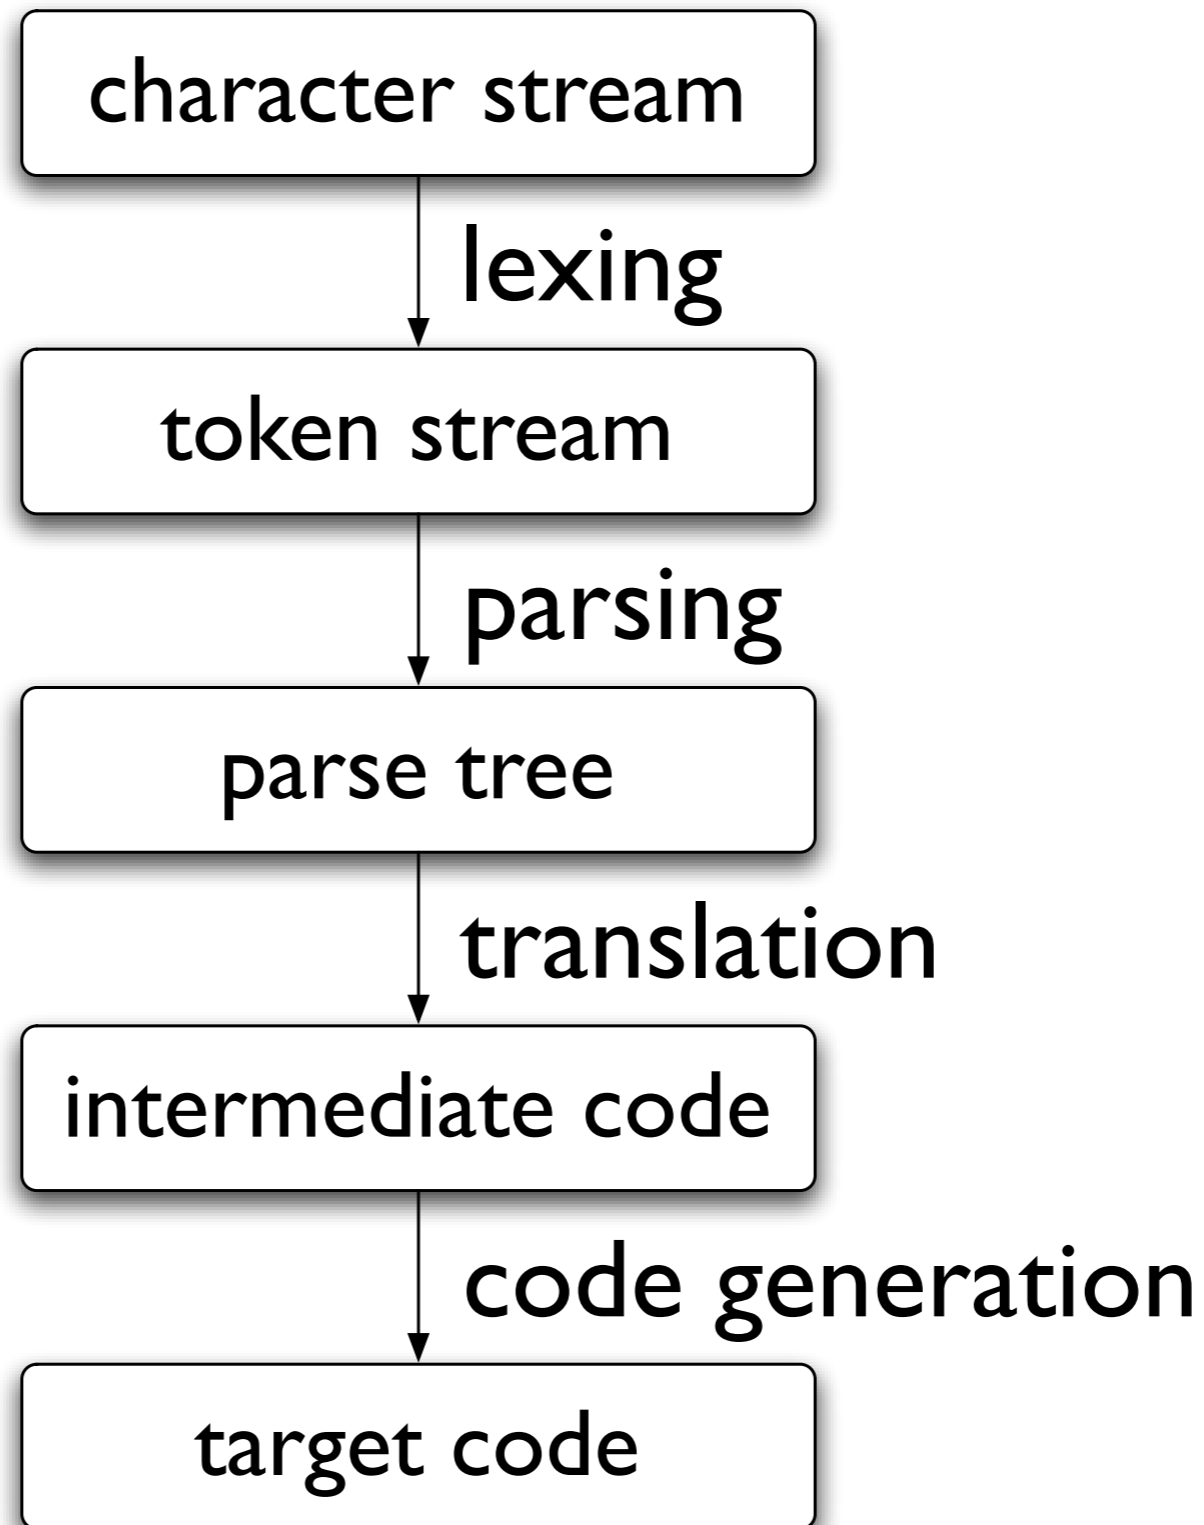 character stream
lexing
token stream
parsing
parse tree
translation
intermediate code
code generation
target code